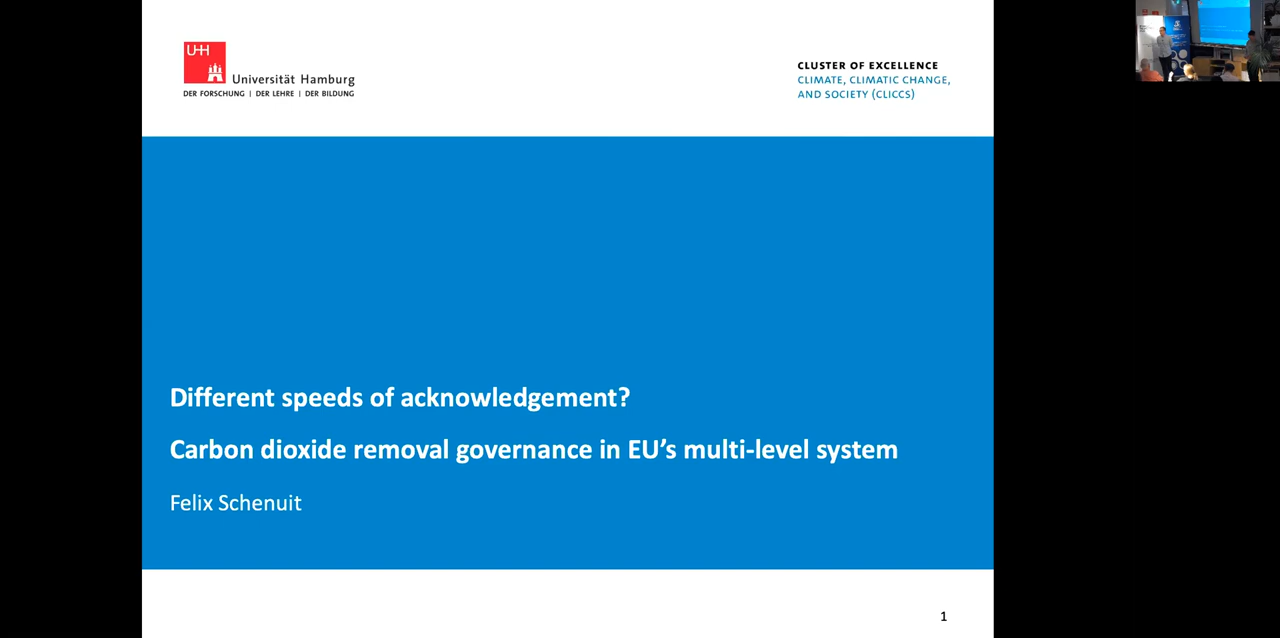 UHH
Universität Hamburg
DER FORSCHUNG | DER LEHRE | DER BILDUNG
CLUSTER OF EXCELLENCE
CLIMATE, CLIMATIC CHANGE,
AND SOCIETY (CLICCS)
Different speeds of acknowledgement?
Carbon dioxide removal governance in EU’s multi-level system
Felix Schenuit
1